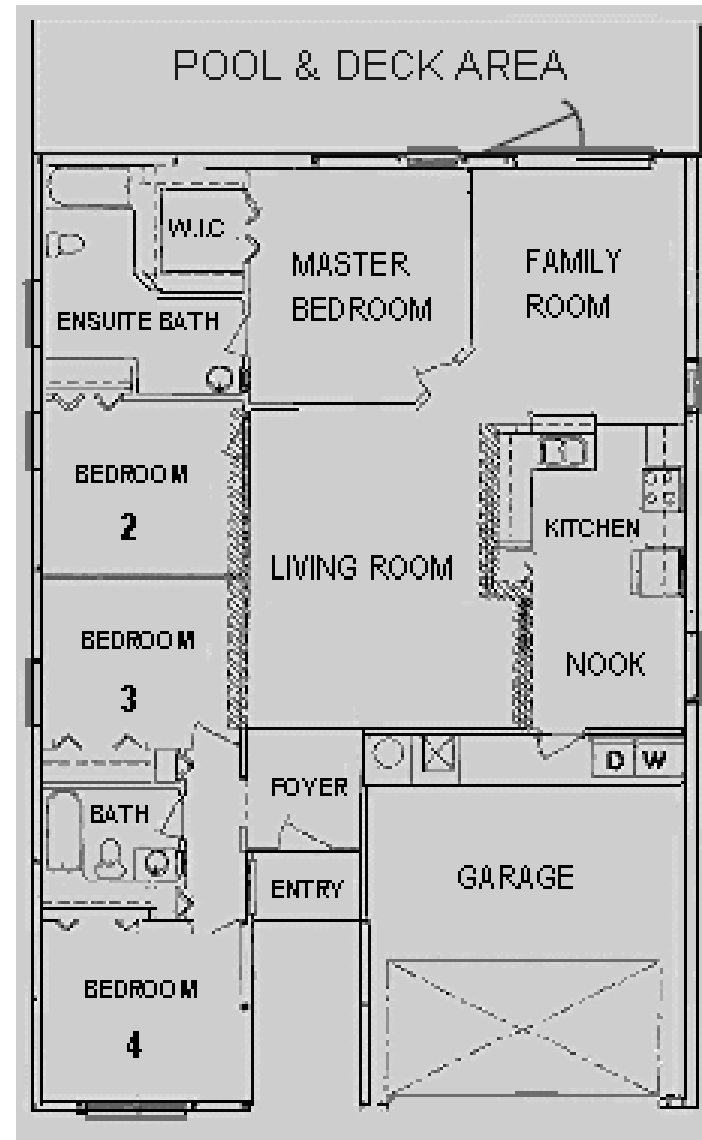 POOL & DECK AREA
W.I.C
MASTER
BEDROOM
FAMILY
ROOM
ENSUITE BATH
BEDROOM
2
KITCHEN
LIVING ROOM
BEDROOM
3
NOOK
D W
FOYER
BATH
GARAGE
ENTRY
BEDROOM
4